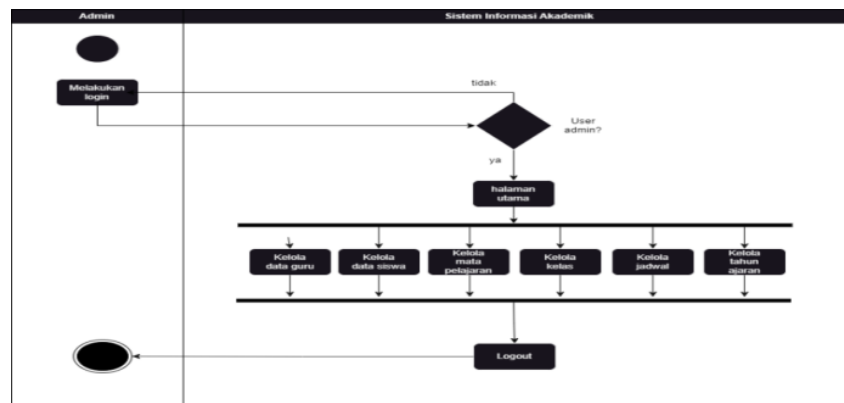 Admin
Sistem Informasi Akademik
tidak
Melakukan
login
User
admin?
ya
halaman
utama
Kelola
data guru
Kelola
data siswa
Kelola
mata
pelajaran
Kelola
kelas
Kelola
jadwal
Kelola
tahun
ajaran
Logout